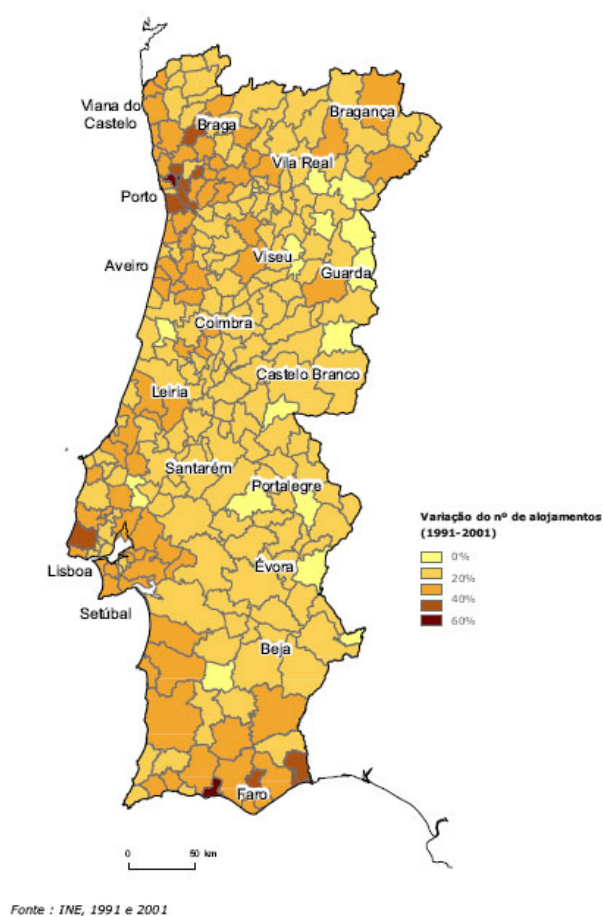 Viana do
Castelo
Braga
Bragança
Vila Real
Porto
Aveiro
Viseu
Guarda
Coimbra
Castelo Branco
Leiria
Santarém
Portalegre
Lisboa
Évora
Setúbal
Beja
Faro
Variação do nº de alojamentos
(1991-2001)
0%
20%
40%
60%
0 50 km
Fonte : INE, 1991 e 2001